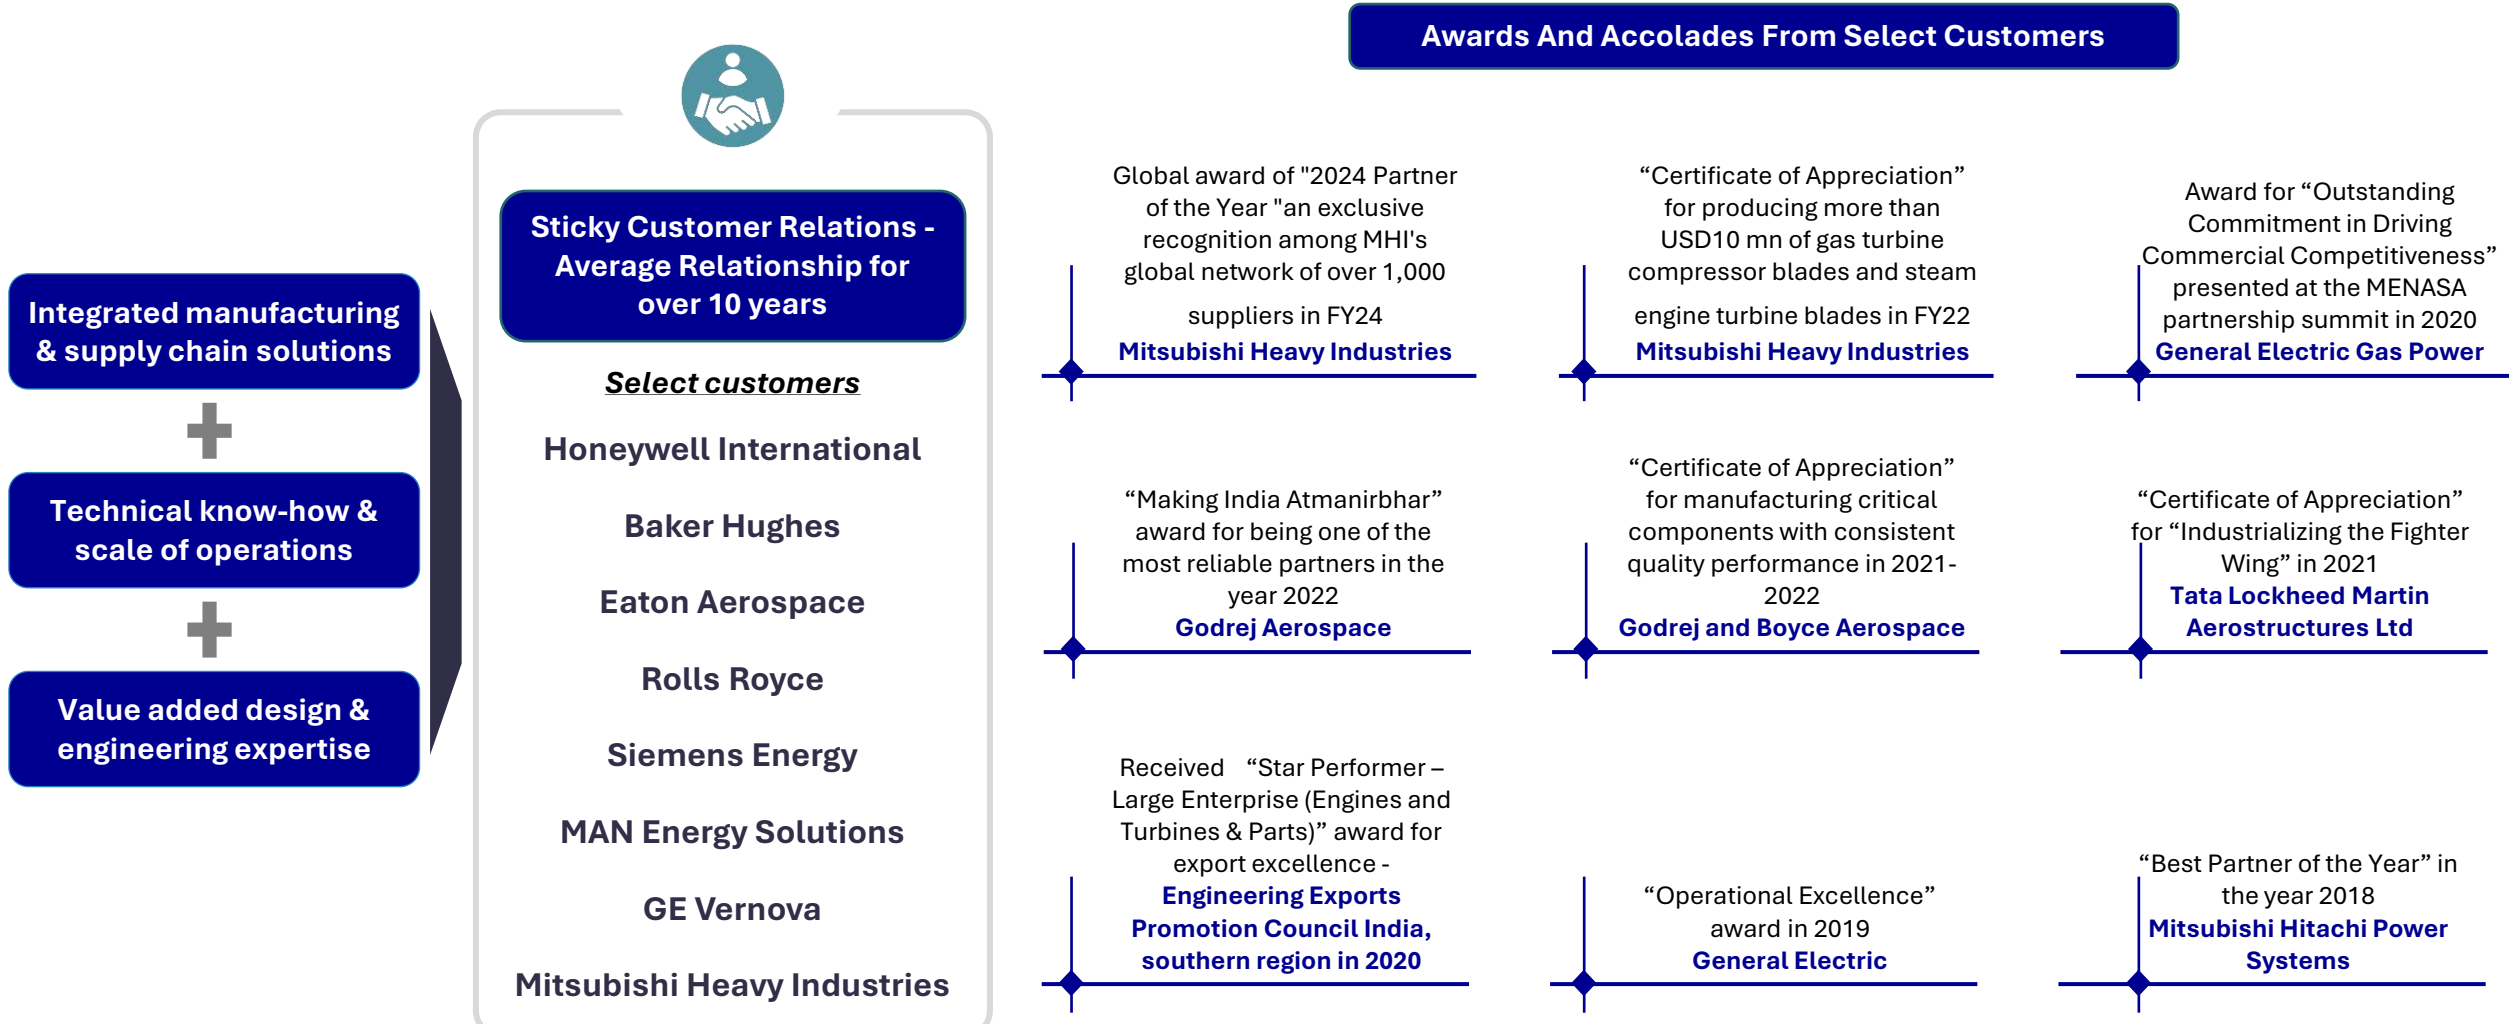 Integrated manufacturing
& supply chain solutions
Technical know-how &
scale of operations
Value added design &
engineering expertise
Sticky Customer Relations -
Average Relationship for
over 10 years
Select customers
Honeywell International
Baker Hughes
Eaton Aerospace
Rolls Royce
Siemens Energy
MAN Energy Solutions
GE Vernova
Mitsubishi Heavy Industries
Awards And Accolades From Select Customers
Global award of "2024 Partner
of the Year "an exclusive
recognition among MHI's
global network of over 1,000
suppliers in FY24
Mitsubishi Heavy Industries
“Certificate of Appreciation”
for producing more than
USD10 mn of gas turbine
compressor blades and steam
engine turbine blades in FY22
Mitsubishi Heavy Industries
Award for “Outstanding
Commitment in Driving
Commercial Competitiveness”
presented at the MENASA
partnership summit in 2020
General Electric Gas Power
“Making India Atmanirbhar”
award for being one of the
most reliable partners in the
year 2022
Godrej Aerospace
“Certificate of Appreciation”
for manufacturing critical
components with consistent
quality performance in 2021-
2022
Godrej and Boyce Aerospace
“Certificate of Appreciation”
for “Industrializing the Fighter
Wing” in 2021
Tata Lockheed Martin
Aerostructures Ltd
Received “Star Performer –
Large Enterprise (Engines and
Turbines & Parts)” award for
export excellence -
Engineering Exports
Promotion Council India,
southern region in 2020
“Operational Excellence”
award in 2019
General Electric
“Best Partner of the Year” in
the year 2018
Mitsubishi Hitachi Power
Systems